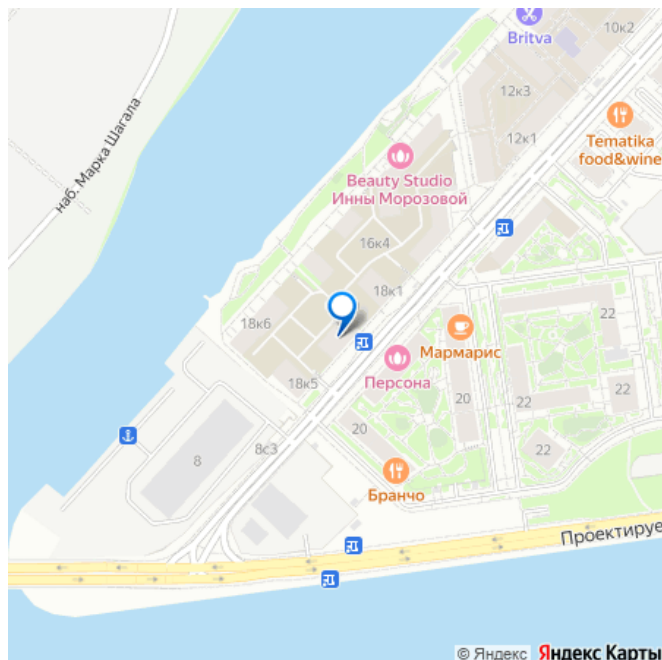 Britva
10к2
12к3
12к1
Tematika
food&wine
наб. Марка Шагала
Beauty Studio
Инны Морозовой
16к4
18к1
18к6
22
Мармарис
Персона
18к5
20
22
22
20
22
8с3
8
Бранчо
Проектируе
© Яндекс Яндекс Карты